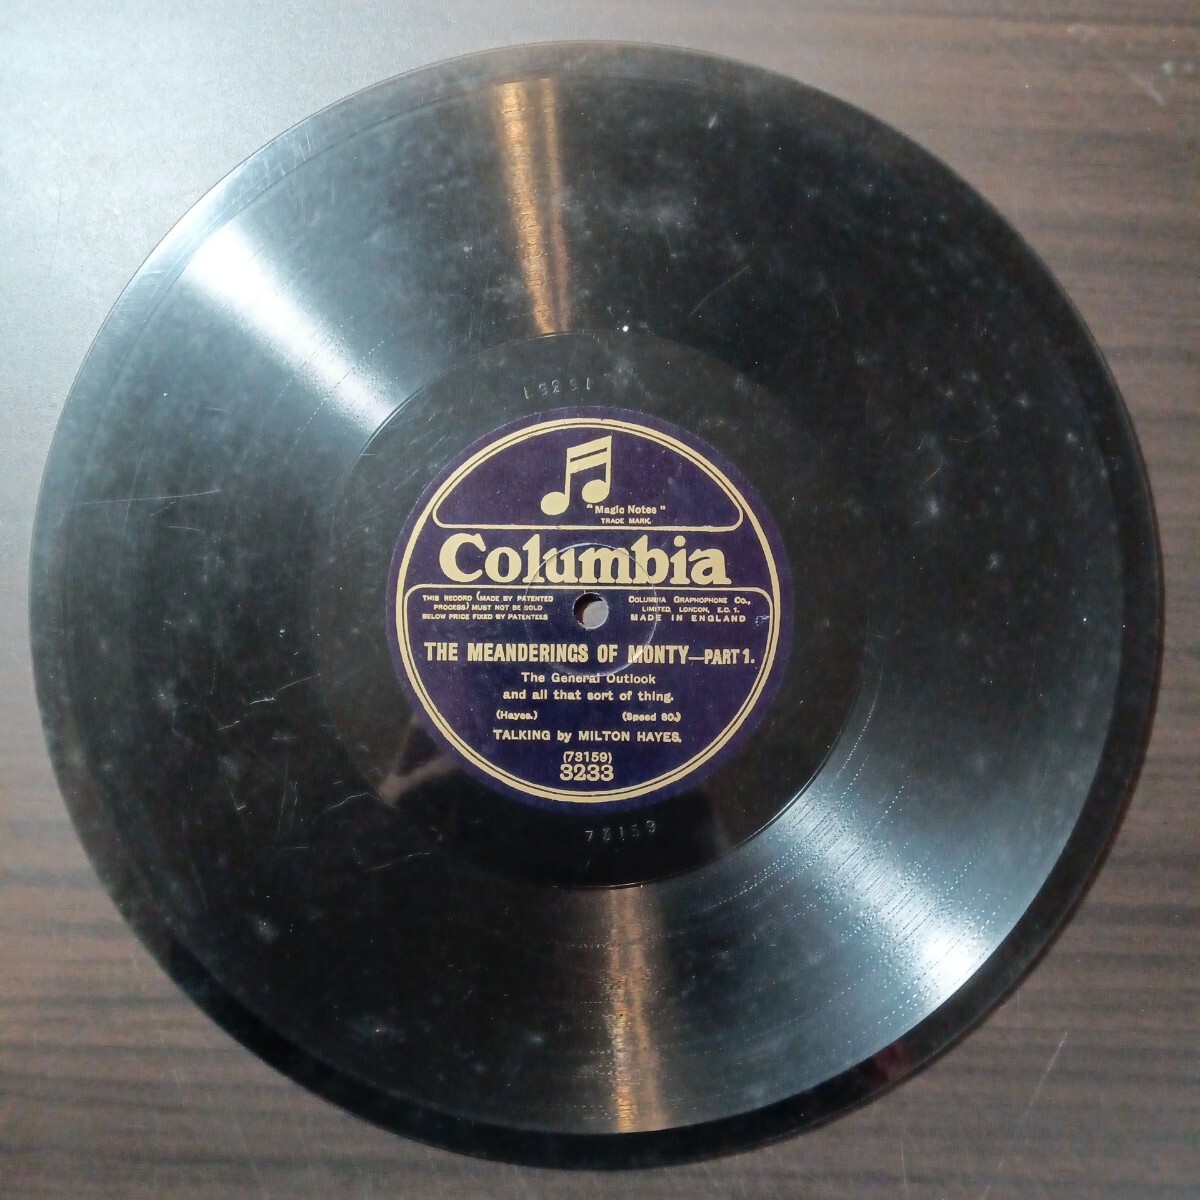 "Magic Notes"
TRADE MARK.
Columbia
THIS RECORD (MADE BY PATENTED
PROCESS) MUST NOT BE SOLD
BELOW PRICE FIXED BY PATENTEES
COLUMBIA GRAPHOPHONE CO.,
LIMITED, LONDON, E.C. 1.
MADE IN ENGLAND
THE MEANDERINGS OF MONTY—PART 1.
The General Outlook
and all that sort of thing.
(Hayes.) (Speed 80.)
TALKING by MILTON HAYES.
(73159)
3233
73159